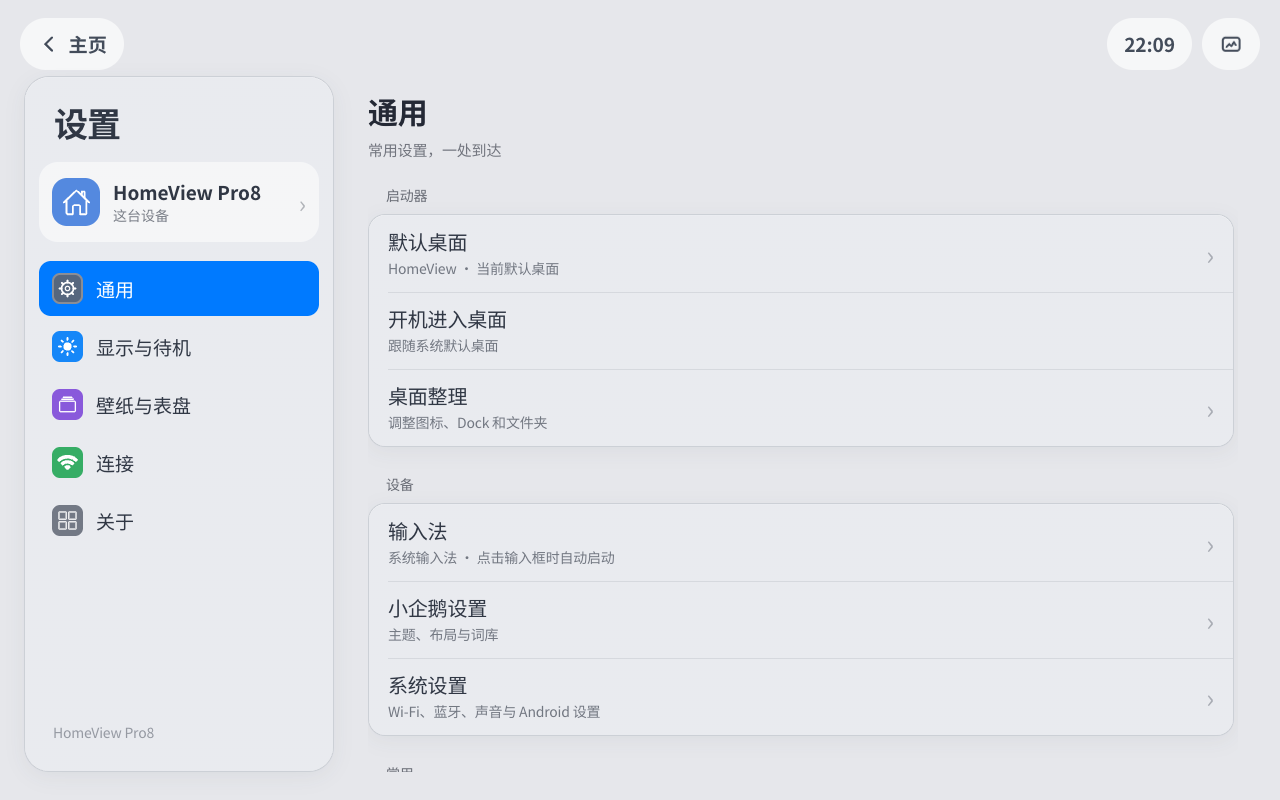 主页
22:09
设置
HomeView Pro8
这台设备
通用
显示与待机
壁纸与表盘
连接
关于
HomeView Pro8
通用
常用设置，一处到达
启动器
默认桌面
HomeView · 当前默认桌面
开机进入桌面
跟随系统默认桌面
桌面整理
调整图标、Dock 和文件夹
设备
输入法
系统输入法 · 点击输入框时自动启动
小企鹅设置
主题、布局与词库
系统设置
Wi-Fi、蓝牙、声音与 Android 设置